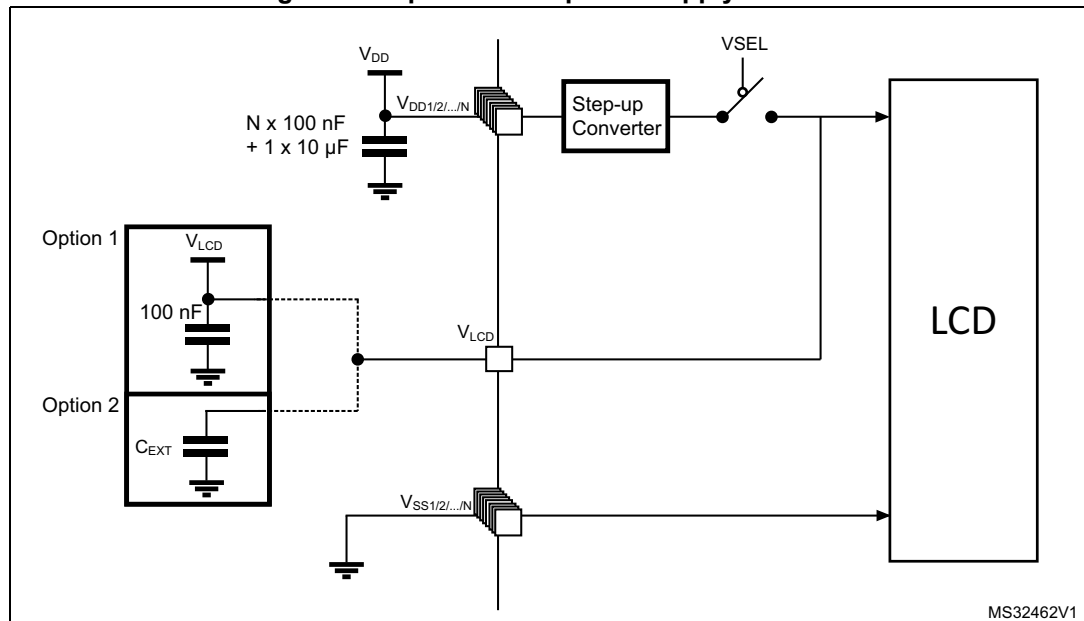 VSEL
VDD
VDD1/2/.../N
Step-up
Converter
N x 100 nF
+ 1 x 10 µF
Option 1
VLCD
100 nF
VLCD
LCD
Option 2
CEXT
VSS1/2/.../N
MS32462V1